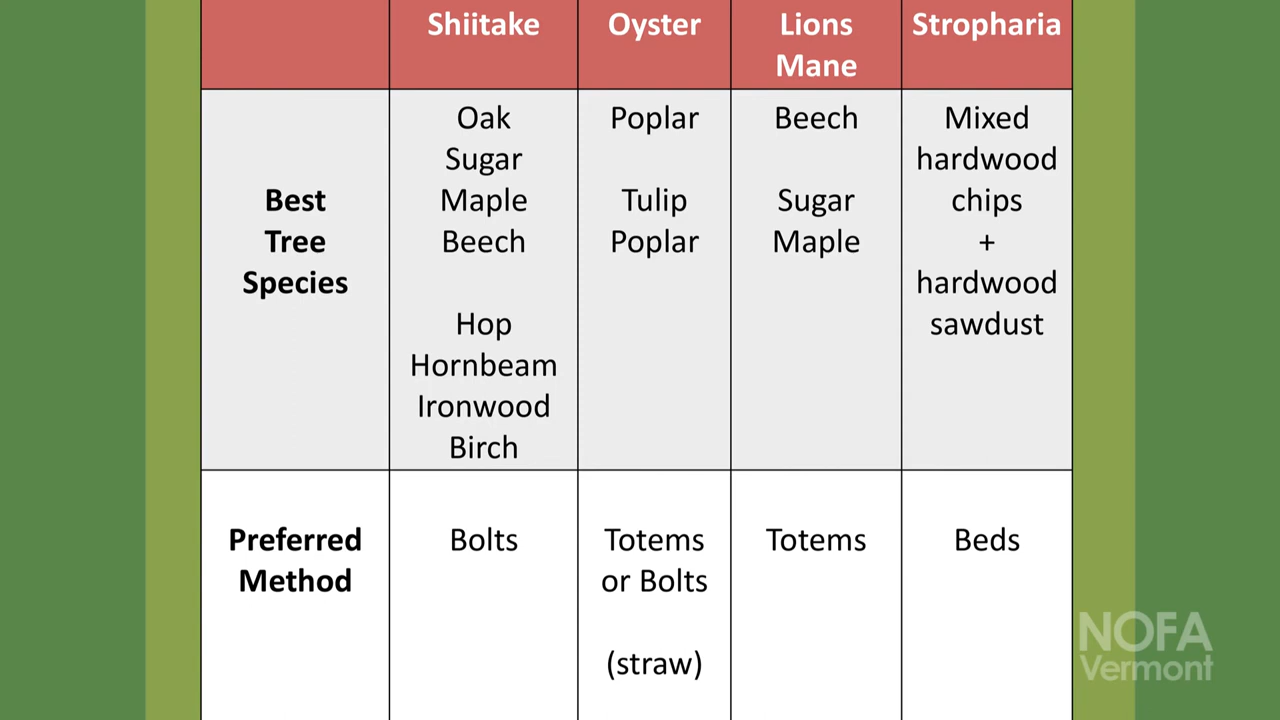 Shiitake
Oyster
Lions
Mane
Stropharia
Best
Tree
Species
Oak
Sugar
Maple
Beech
Hop
Hornbeam
Ironwood
Birch
Poplar
Tulip
Poplar
Beech
Sugar
Maple
Mixed
hardwood
chips
+
hardwood
sawdust
Preferred
Method
Bolts
Totems
or Bolts
(straw)
Totems
Beds
NOFA
Vermont